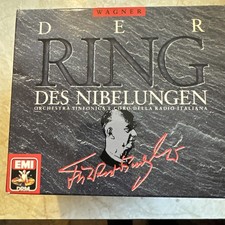 WAGNER
DER
RING
DES NIBELUNGEN
ORCHESTRA SINFONICA E CORO DELLA RADIO ITALIANA
EMI